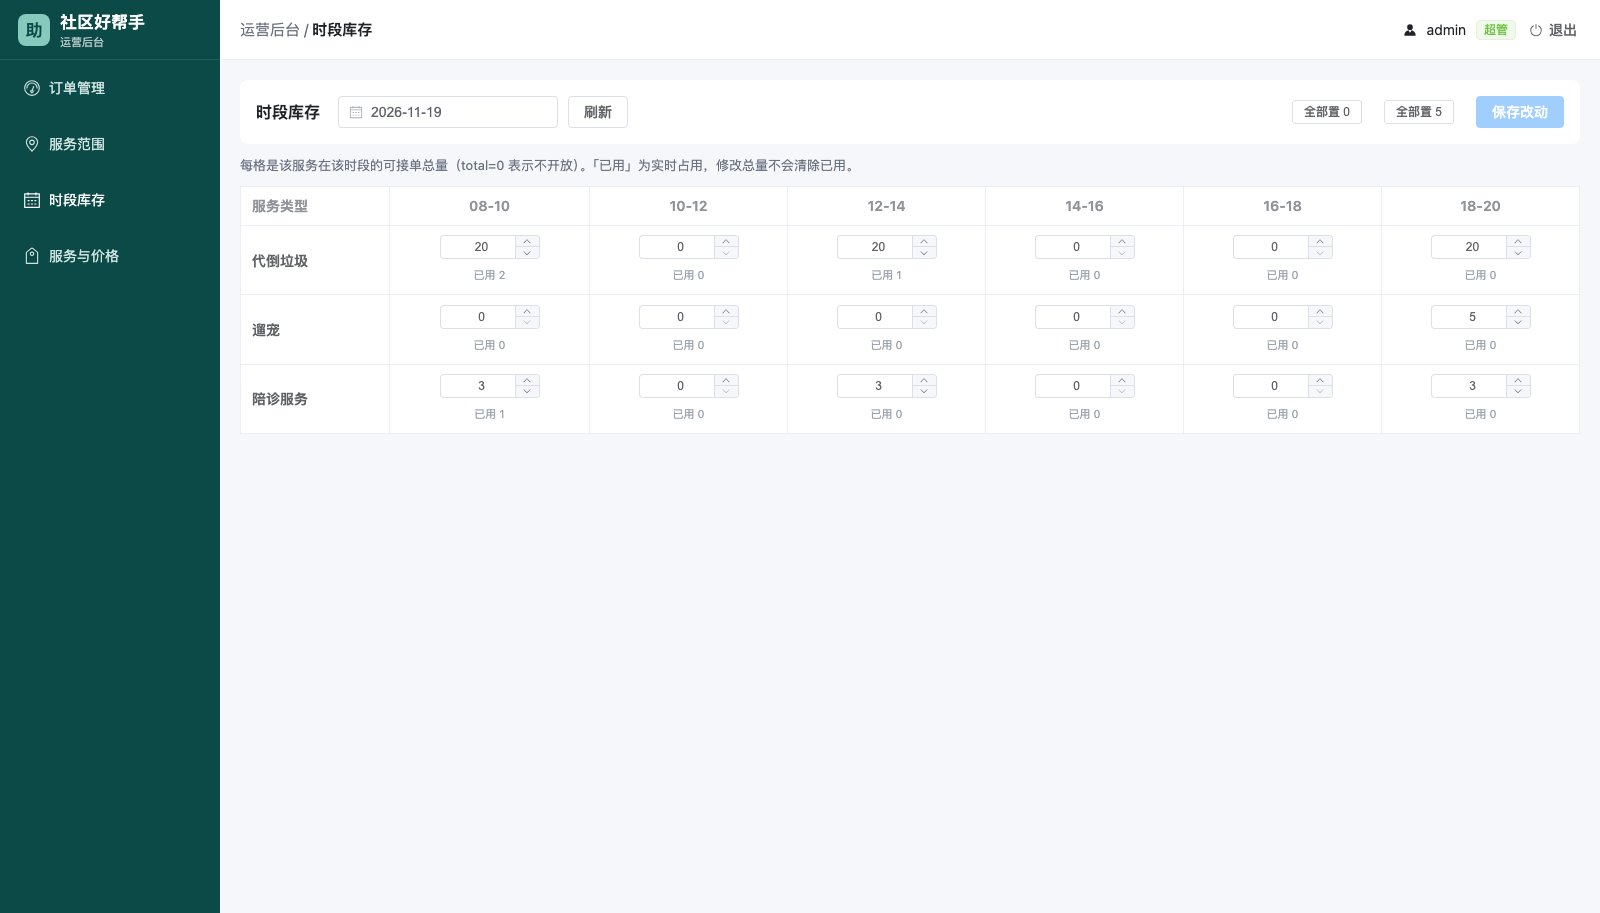 助 社区好帮手
运营后台
订单管理
服务范围
时段库存
服务与价格
运营后台 / 时段库存
admin 超管 退出
时段库存 2026-11-19 刷新 全部置 0 全部置 5 保存改动
每格是该服务在该时段的可接单总量（total=0 表示不开放）。「已用」为实时占用，修改总量不会清除已用。
服务类型 08-10 10-12 12-14 14-16 16-18 18-20
代倒垃圾 20 0 20 0 0 20
已用 2 已用 0 已用 1 已用 0 已用 0 已用 0
遛宠 0 0 0 0 0 5
已用 0 已用 0 已用 0 已用 0 已用 0 已用 0
陪诊服务 3 0 3 0 0 3
已用 1 已用 0 已用 0 已用 0 已用 0 已用 0